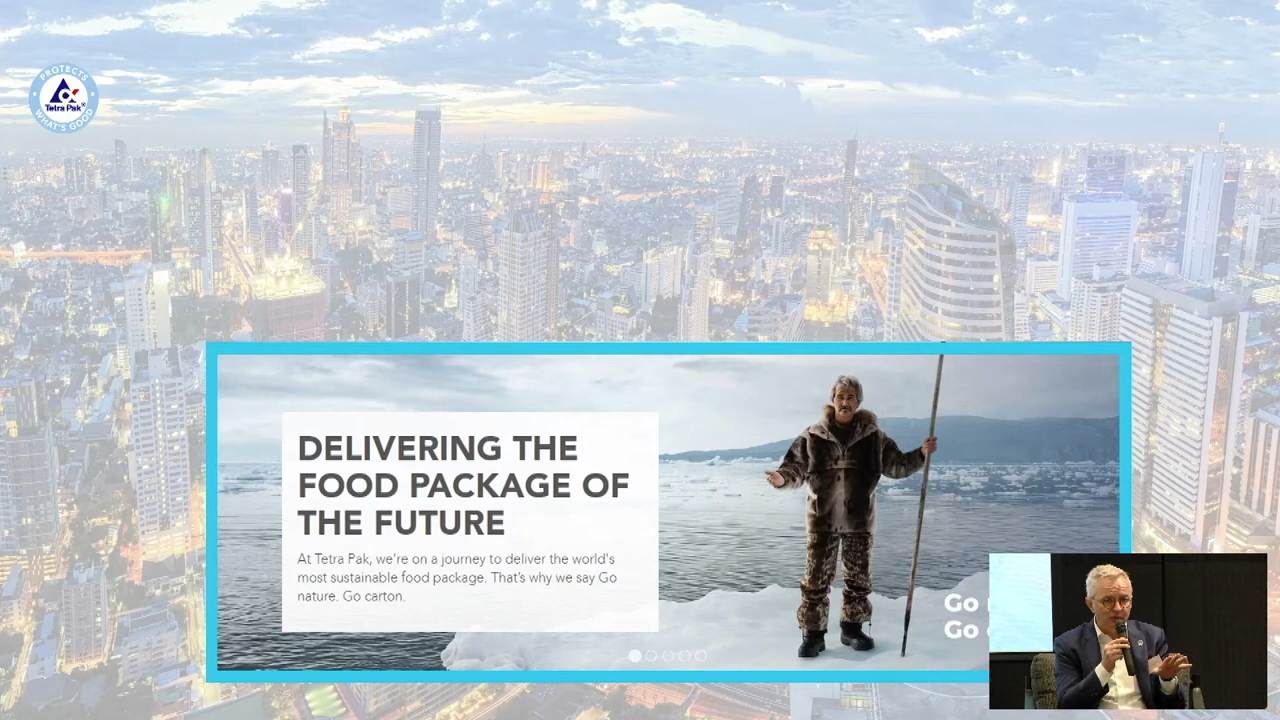 PROTECTS
Tetra Pak®
WHAT'S GOOD
DELIVERING THE
FOOD PACKAGE OF
THE FUTURE
At Tetra Pak, we're on a journey to deliver the world's
most sustainable food package. That's why we say Go
nature. Go carton.
Go
Go